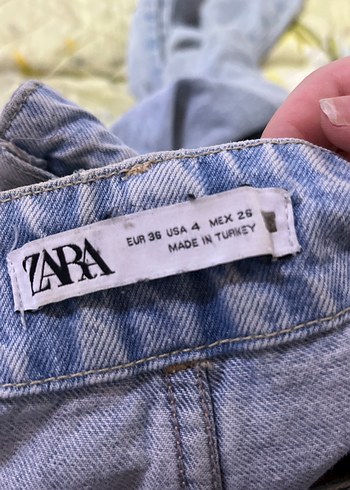 ZARA
EUR 36 USA 4 MEX 26
MADE IN TURKEY